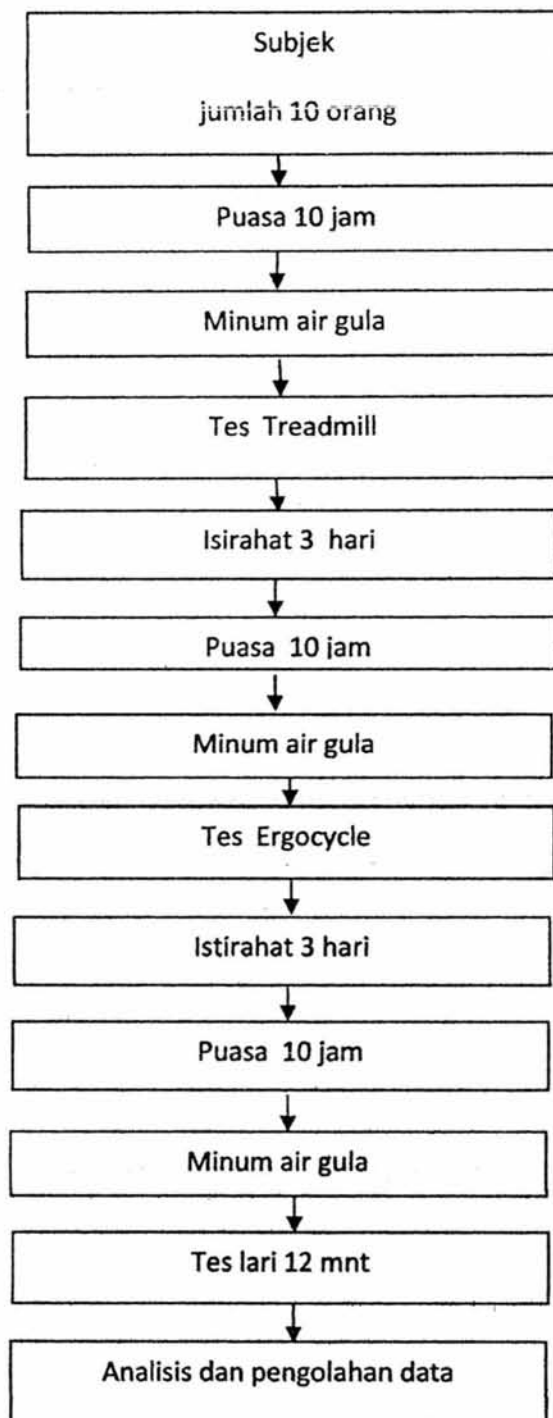 Subjek
jumlah 10 orang
Puasa 10 jam
Minum air gula
Tes Treadmill
Isirahat 3 hari
Puasa 10 jam
Minum air gula
Tes Ergocycle
Istirahat 3 hari
Puasa 10 jam
Minum air gula
Tes lari 12 mnt
Analisis dan pengolahan data